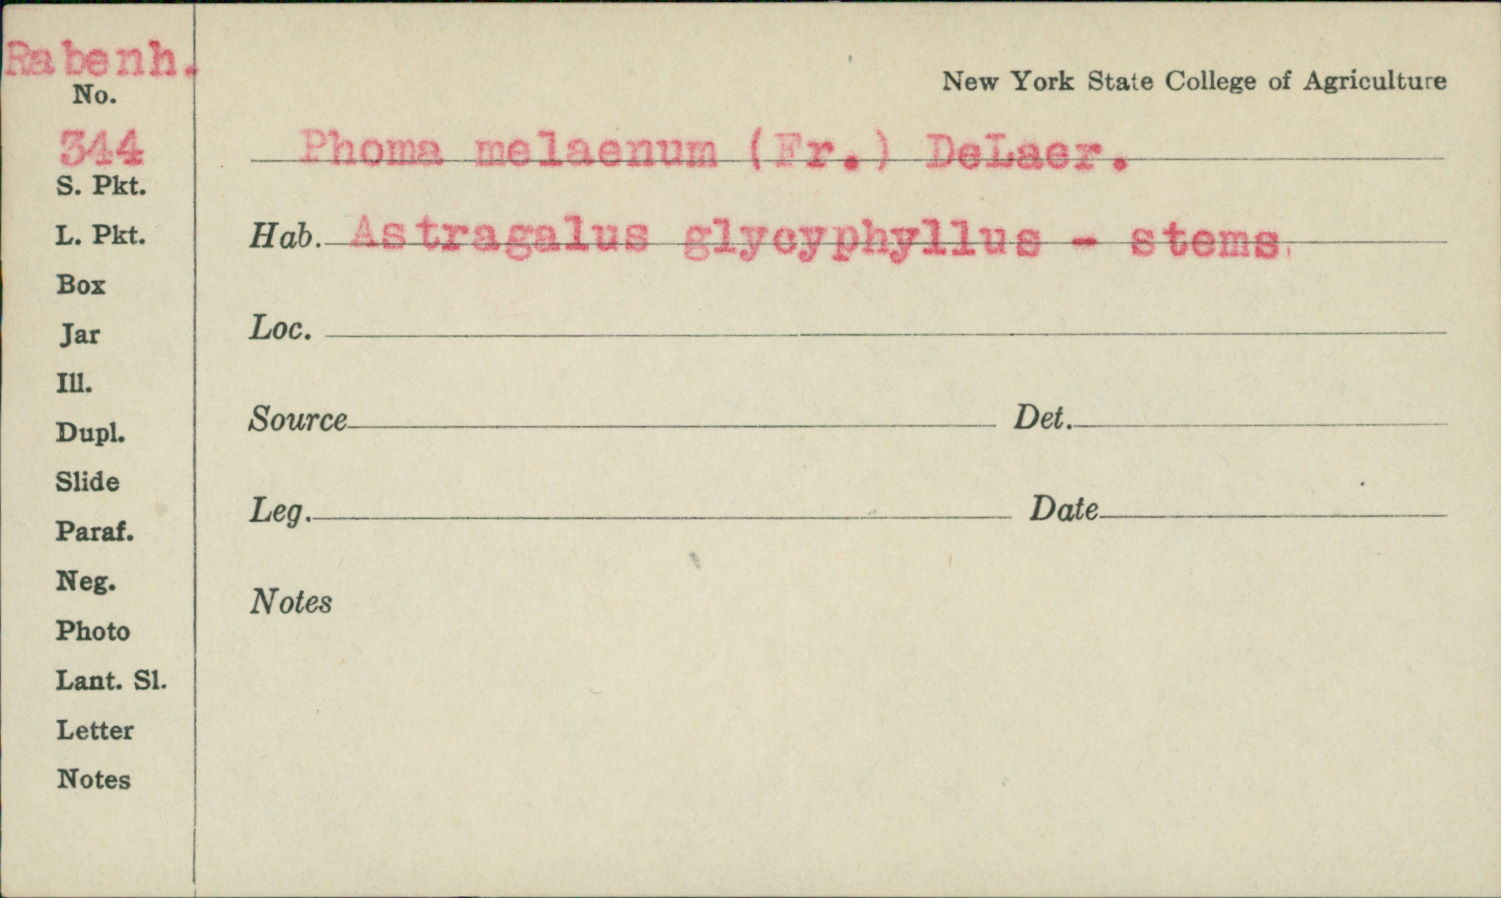 Rabenh.
No.
344
S. Pkt.
L. Pkt.
Box
Jar
Ill.
Dupl.
Slide
Paraf.
Neg.
Photo
Lant. Sl.
Letter
Notes
New York State College of Agriculture
Phoma melaenum (Fr.) DeLacr.
Hab. Astragalus glycyphyllus - stems.
Loc.
Source Det.
Leg. Date
Notes